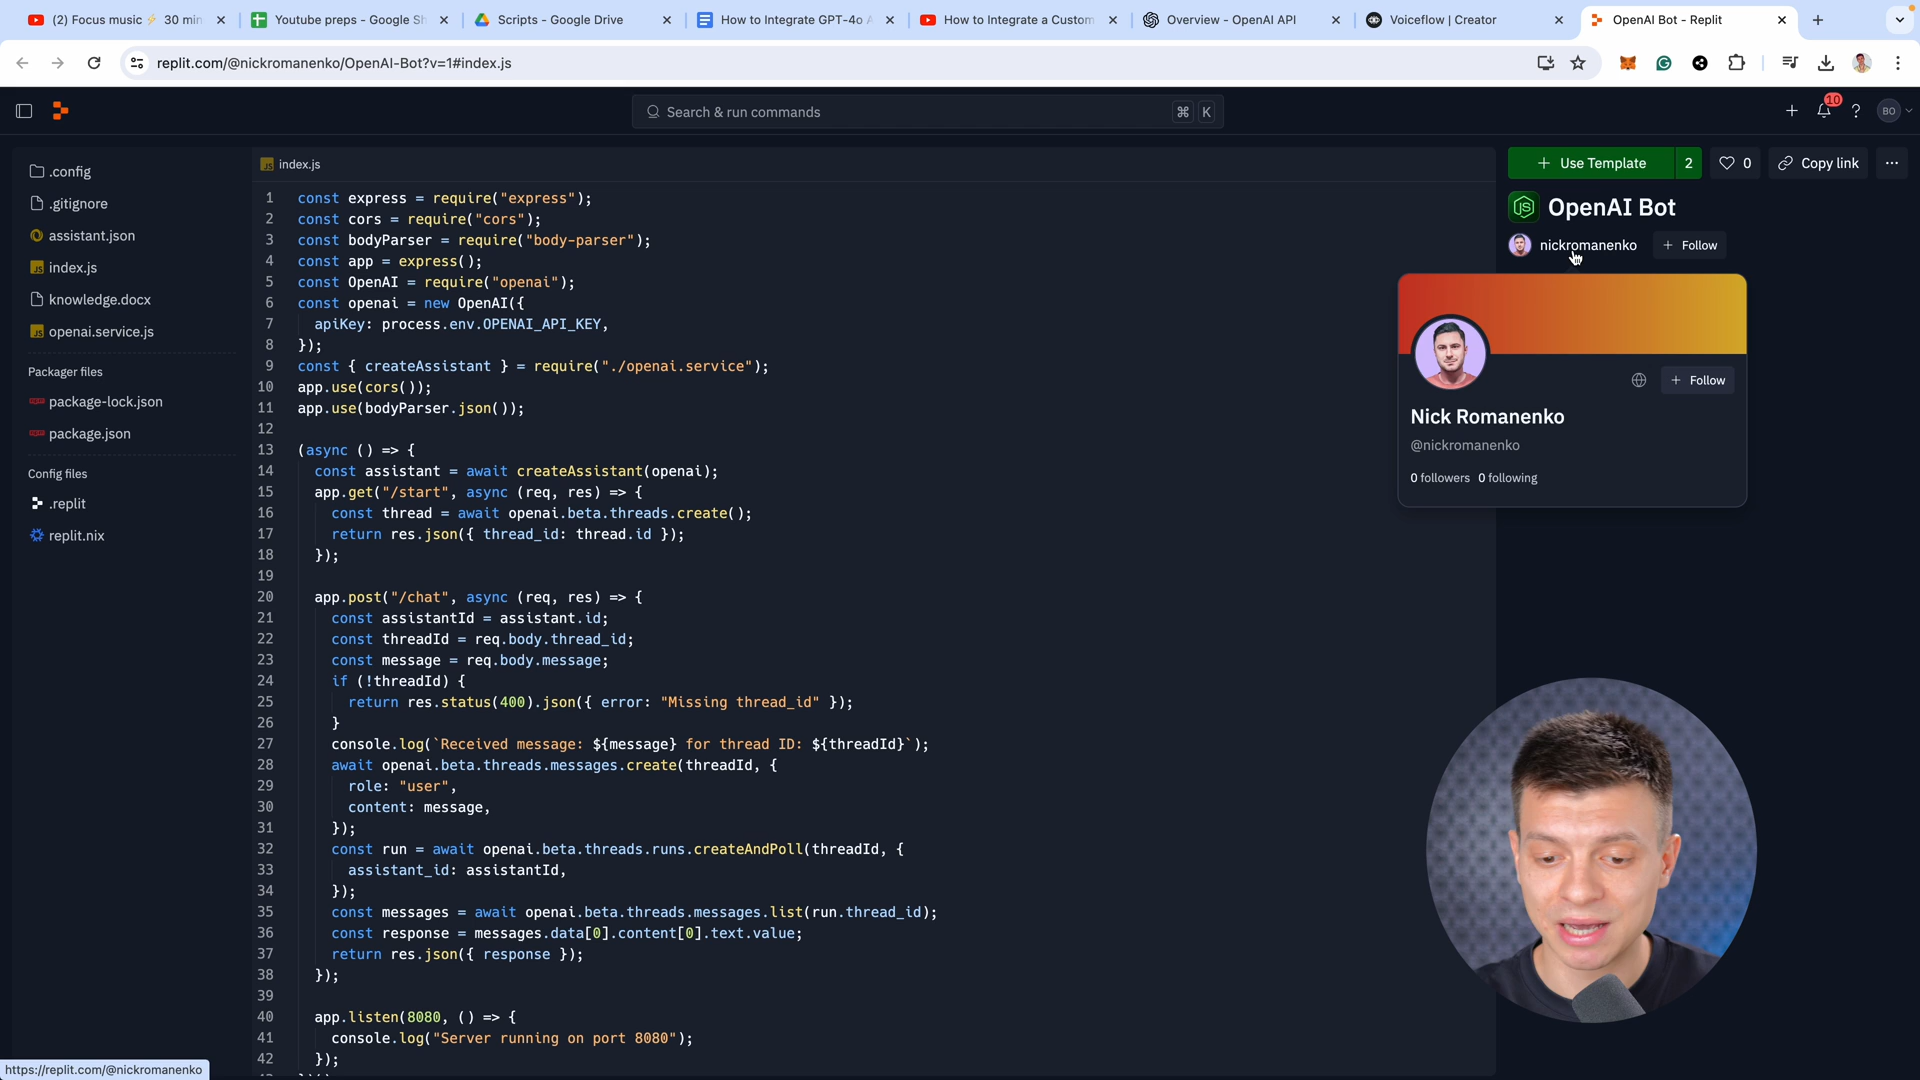 (2) Focus music ⚡ 30 min
Youtube preps - Google Sh
Scripts - Google Drive
How to Integrate GPT-4o A
How to Integrate a Custom
Overview - OpenAI API
Voiceflow | Creator
OpenAI Bot - Replit
replit.com/@nickromanenko/OpenAI-Bot?v=1#index.js
Search & run commands
⌘ K
10
BO
.config
.gitignore
assistant.json
index.js
knowledge.docx
openai.service.js
Packager files
package-lock.json
package.json
Config files
.replit
replit.nix
index.js
1 const express = require("express");
2 const cors = require("cors");
3 const bodyParser = require("body-parser");
4 const app = express();
5 const OpenAI = require("openai");
6 const openai = new OpenAI({
7 apiKey: process.env.OPENAI_API_KEY,
8 });
9 const { createAssistant } = require("./openai.service");
10 app.use(cors());
11 app.use(bodyParser.json());
12
13 (async () => {
14 const assistant = await createAssistant(openai);
15 app.get("/start", async (req, res) => {
16 const thread = await openai.beta.threads.create();
17 return res.json({ thread_id: thread.id });
18 });
19
20 app.post("/chat", async (req, res) => {
21 const assistantId = assistant.id;
22 const threadId = req.body.thread_id;
23 const message = req.body.message;
24 if (!threadId) {
25 return res.status(400).json({ error: "Missing thread_id" });
26 }
27 console.log(`Received message: ${message} for thread ID: ${threadId}`);
28 await openai.beta.threads.messages.create(threadId, {
29 role: "user",
30 content: message,
31 });
32 const run = await openai.beta.threads.runs.createAndPoll(threadId, {
33 assistant_id: assistantId,
34 });
35 const messages = await openai.beta.threads.messages.list(run.thread_id);
36 const response = messages.data[0].content[0].text.value;
37 return res.json({ response });
38 });
39
40 app.listen(8080, () => {
41 console.log("Server running on port 8080");
42 });
Use Template 2
0
Copy link
OpenAI Bot
nickromanenko
+ Follow
+ Follow
Nick Romanenko
@nickromanenko
0 followers 0 following
https://replit.com/@nickromanenko